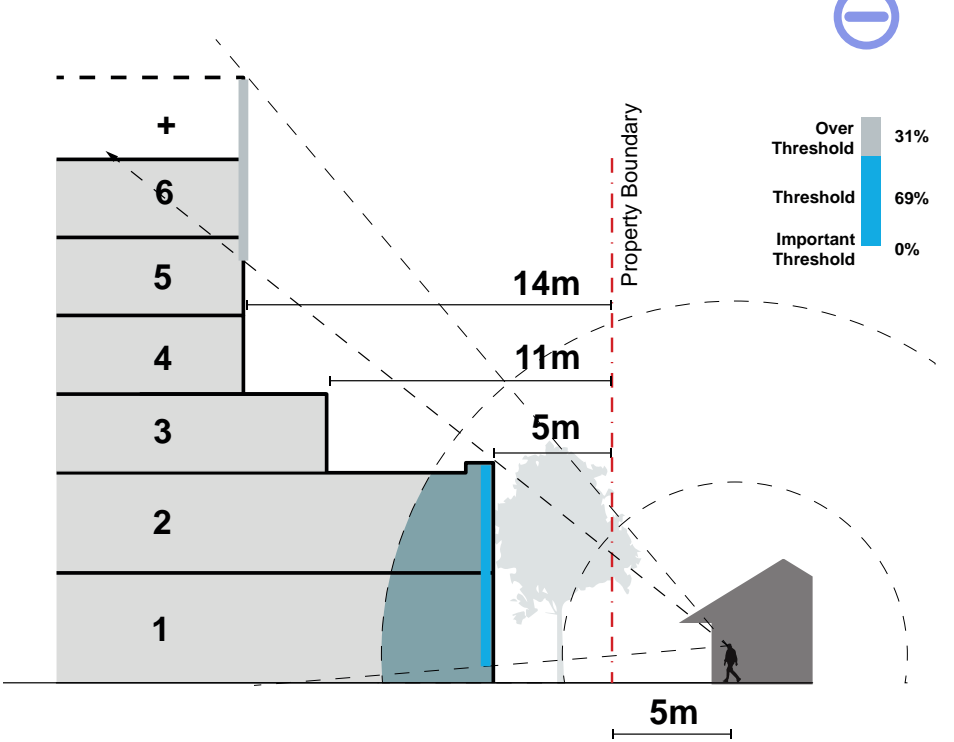 +
6
5
4
3
2
1
14m
11m
5m
Property Boundary
Over
Threshold
31%
Threshold
69%
Important
Threshold
0%
5m